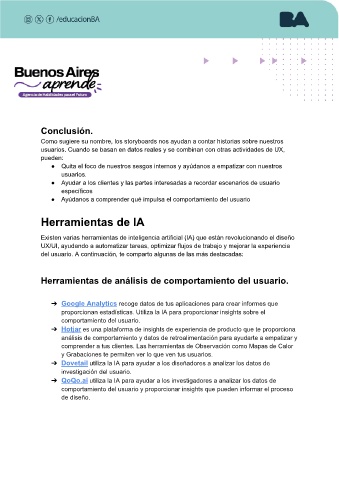 /educacionBA
BA
Buenos Aires
aprende
Agencia de Habilidades para el Futuro
Conclusión.
Como sugiere su nombre, los storyboards nos ayudan a contar historias sobre nuestros
usuarios. Cuando se basan en datos reales y se combinan con otras actividades de UX,
pueden:
● Quita el foco de nuestros sesgos internos y ayúdanos a empatizar con nuestros
usuarios.
● Ayudar a los clientes y las partes interesadas a recordar escenarios de usuario
específicos
● Ayúdanos a comprender qué impulsa el comportamiento del usuario
Herramientas de IA
Existen varias herramientas de inteligencia artificial (IA) que están revolucionando el diseño
UX/UI, ayudando a automatizar tareas, optimizar flujos de trabajo y mejorar la experiencia
del usuario. A continuación, te comparto algunas de las más destacadas:
Herramientas de análisis de comportamiento del usuario.
➔ Google Analytics recoge datos de tus aplicaciones para crear informes que
proporcionan estadísticas. Utiliza la IA para proporcionar insights sobre el
comportamiento del usuario.
➔ Hotjar es una plataforma de insights de experiencia de producto que te proporciona
análisis de comportamiento y datos de retroalimentación para ayudarte a empatizar y
comprender a tus clientes. Las herramientas de Observación como Mapas de Calor
y Grabaciones te permiten ver lo que ven tus usuarios.
➔ Dovetail utiliza la IA para ayudar a los diseñadores a analizar los datos de
investigación del usuario.
➔ QoQo.ai utiliza la IA para ayudar a los investigadores a analizar los datos de
comportamiento del usuario y proporcionar insights que pueden informar el proceso
de diseño.